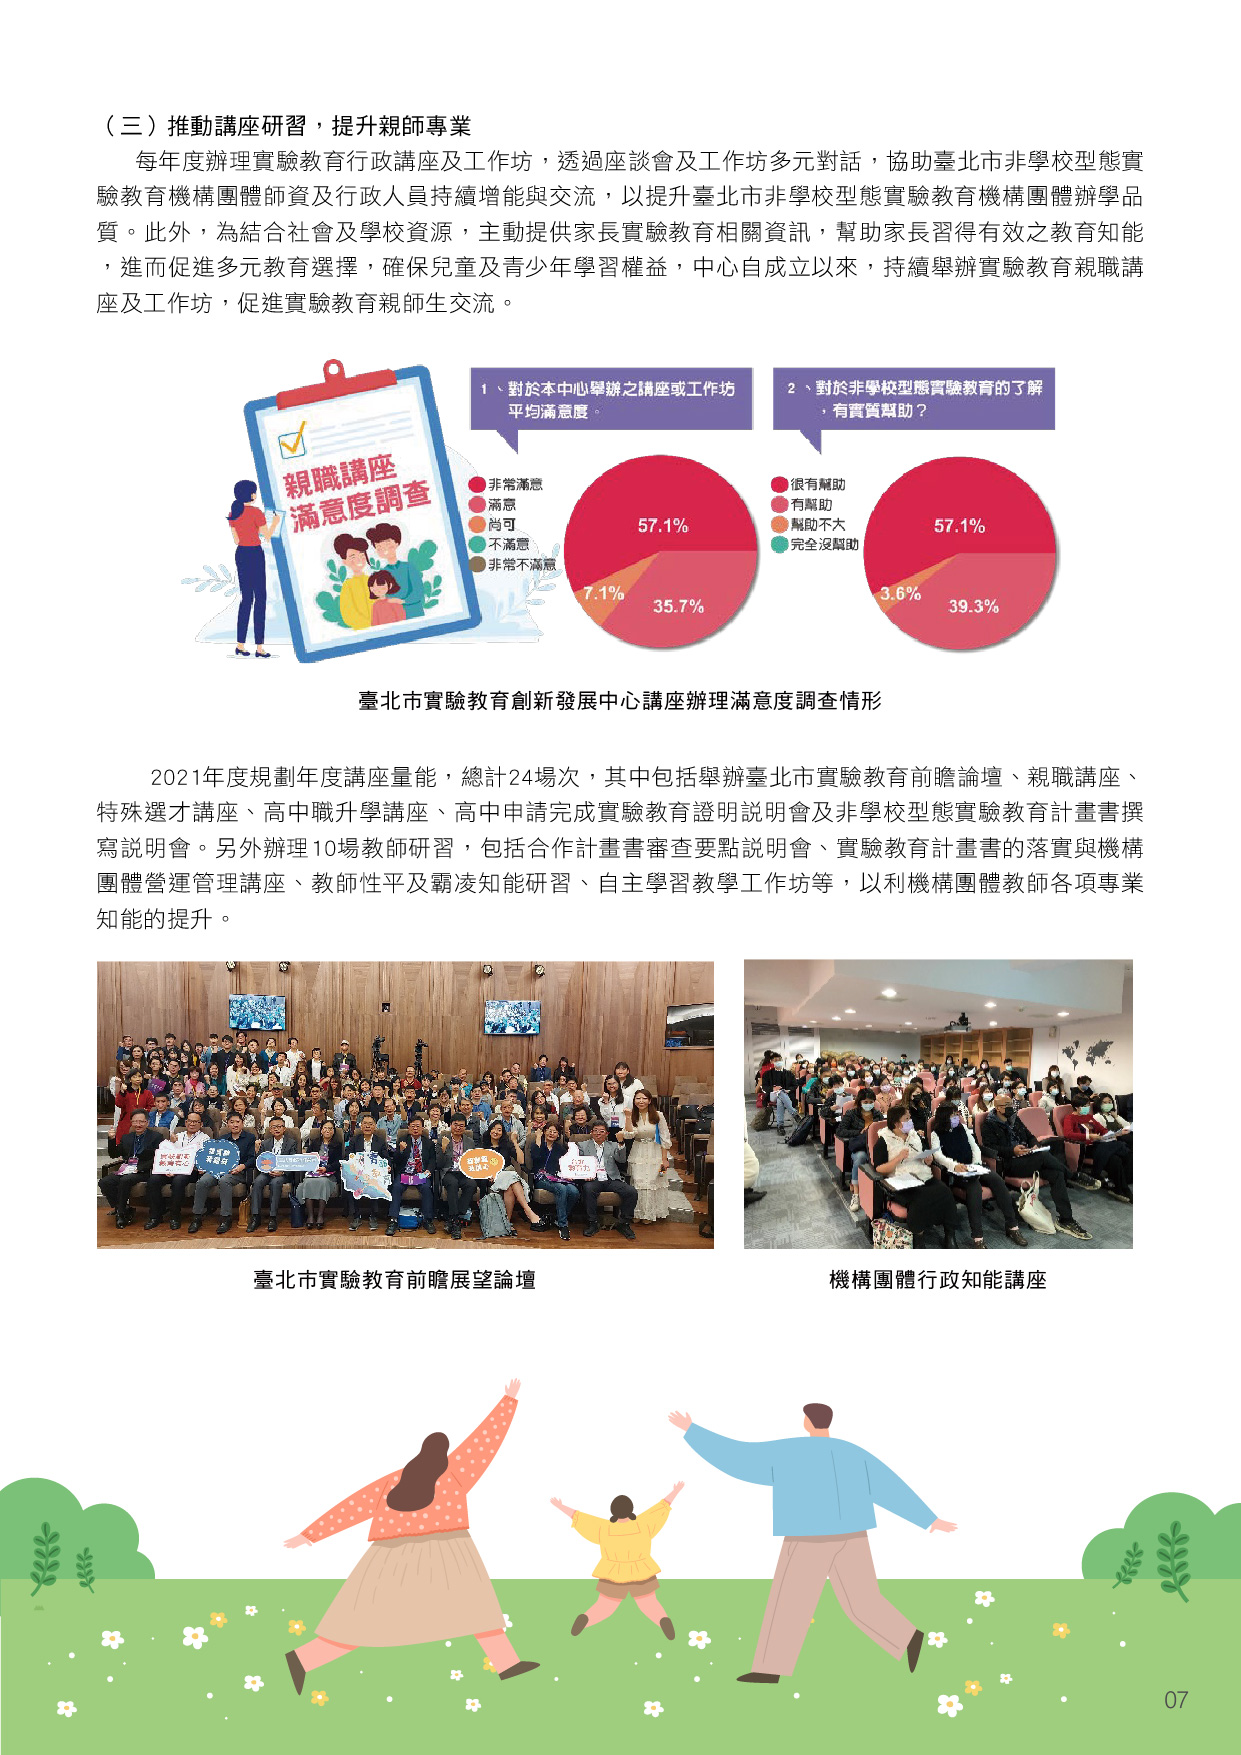 （三）推動講座研習，提升親師專業
每年度辦理實驗教育行政講座及工作坊，透過座談會及工作坊多元對話，協助臺北市非學校型態實
驗教育機構團體師資及行政人員持續增能與交流，以提升臺北市非學校型態實驗教育機構團體辦學品
質。此外，為結合社會及學校資源，主動提供家長實驗教育相關資訊，幫助家長習得有效之教育知能
，進而促進多元教育選擇，確保兒童及青少年學習權益，中心自成立以來，持續舉辦實驗教育親職講
座及工作坊，促進實驗教育親師生交流。
親職講座
滿意度調查
1、對於本中心舉辦之講座或工作坊
平均滿意度。
非常滿意
滿意
尚可
不滿意
非常不滿意
57.1%
7.1%
35.7%
2、對於非學校型態實驗教育的了解
，有實質幫助？
很有幫助
有幫助
幫助不大
完全沒幫助
57.1%
3.6%
39.3%
臺北市實驗教育創新發展中心講座辦理滿意度調查情形
2021年度規劃年度講座量能，總計24場次，其中包括舉辦臺北市實驗教育前瞻論壇、親職講座、
特殊選才講座、高中職升學講座、高中申請完成實驗教育證明說明會及非學校型態實驗教育計畫書撰
寫說明會。另外辦理10場教師研習，包括合作計畫書審查要點說明會、實驗教育計畫書的落實與機構
團體營運管理講座、教師性平及霸凌知能研習、自主學習教學工作坊等，以利機構團體教師各項專業
知能的提升。
臺北市實驗教育前瞻展望論壇
機構團體行政知能講座
07